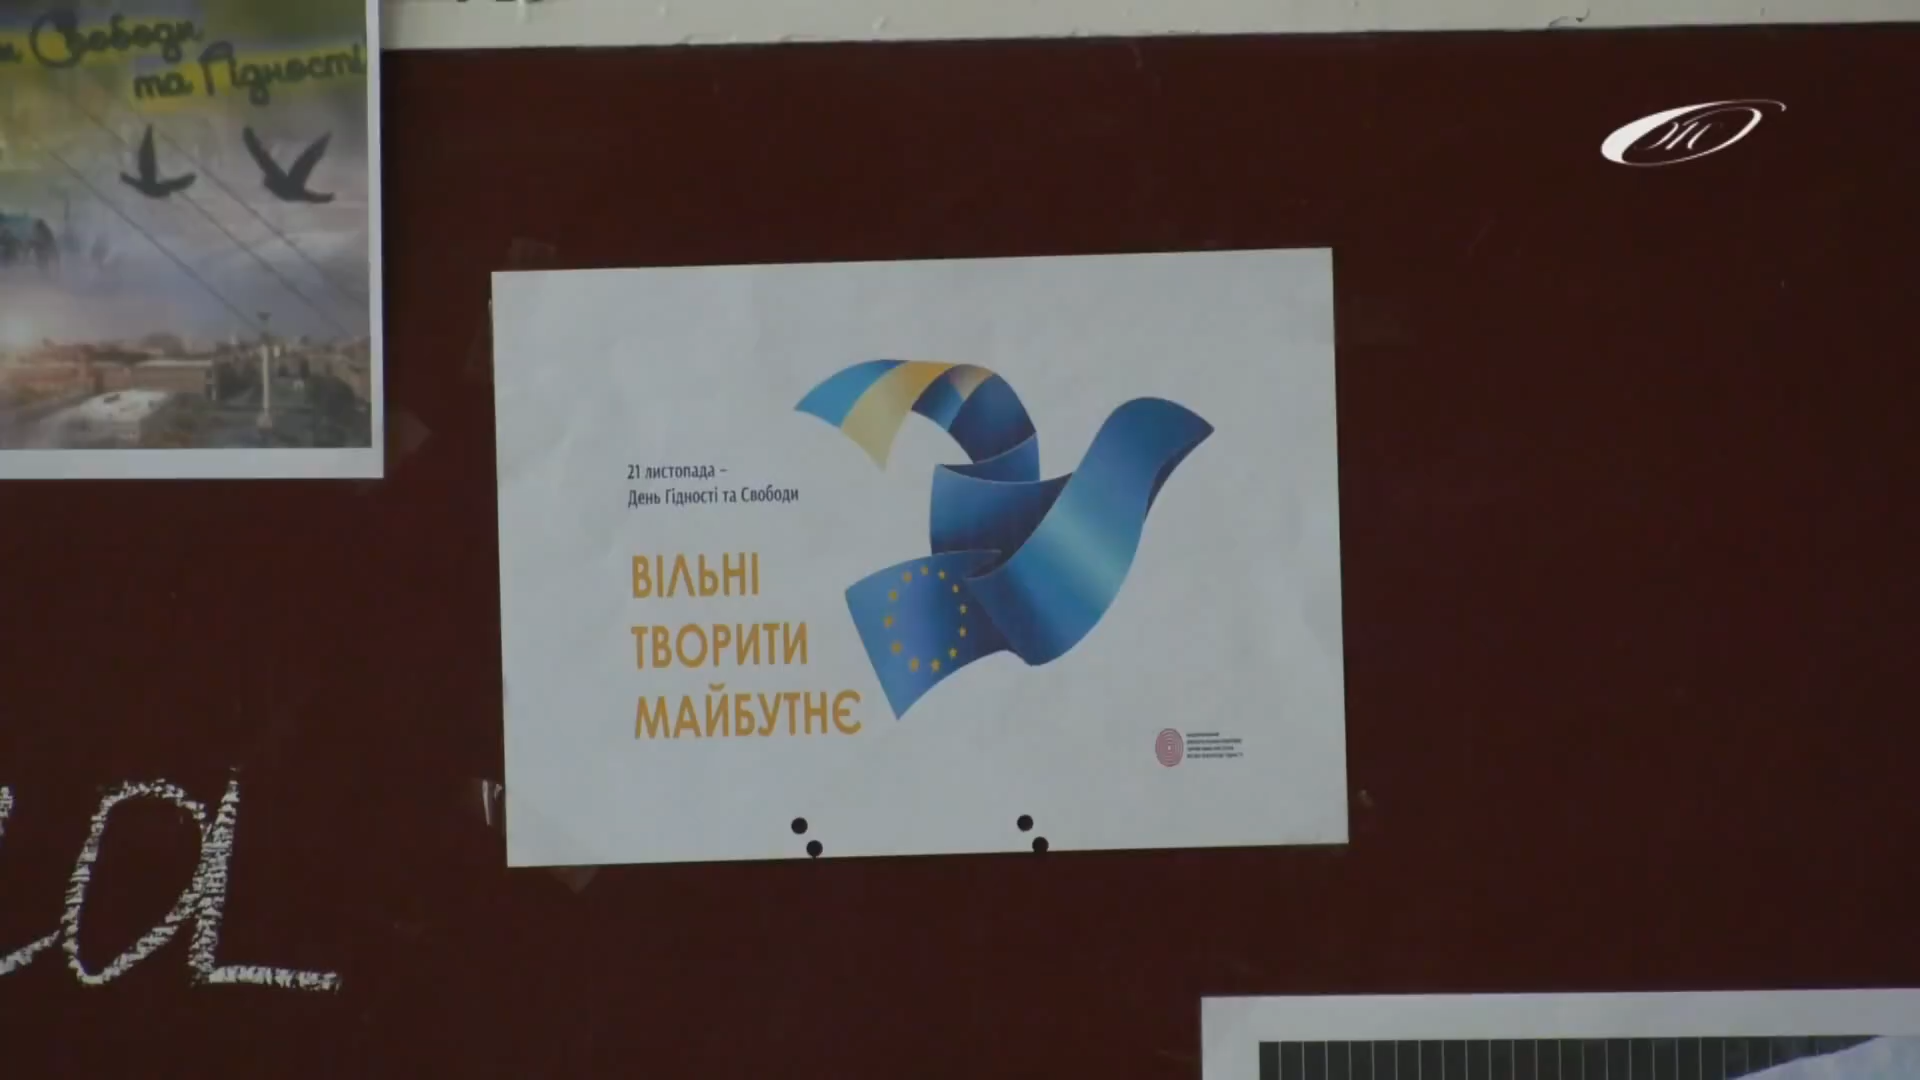 Свободи
та Гідності
21 листопада –
День Гідності та Свободи
ВІЛЬНІ
ТВОРИТИ
МАЙБУТНЄ